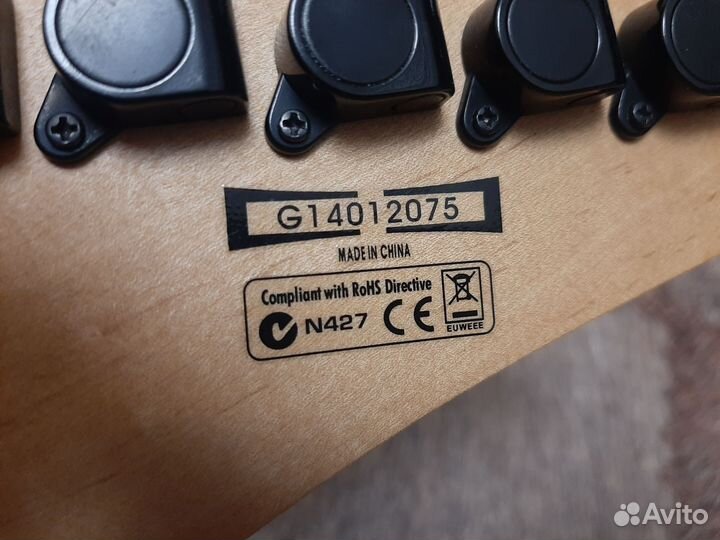 G14012075
MADE IN CHINA
Compliant with RoHS Directive
N427 CE
EUWEEE
Avito